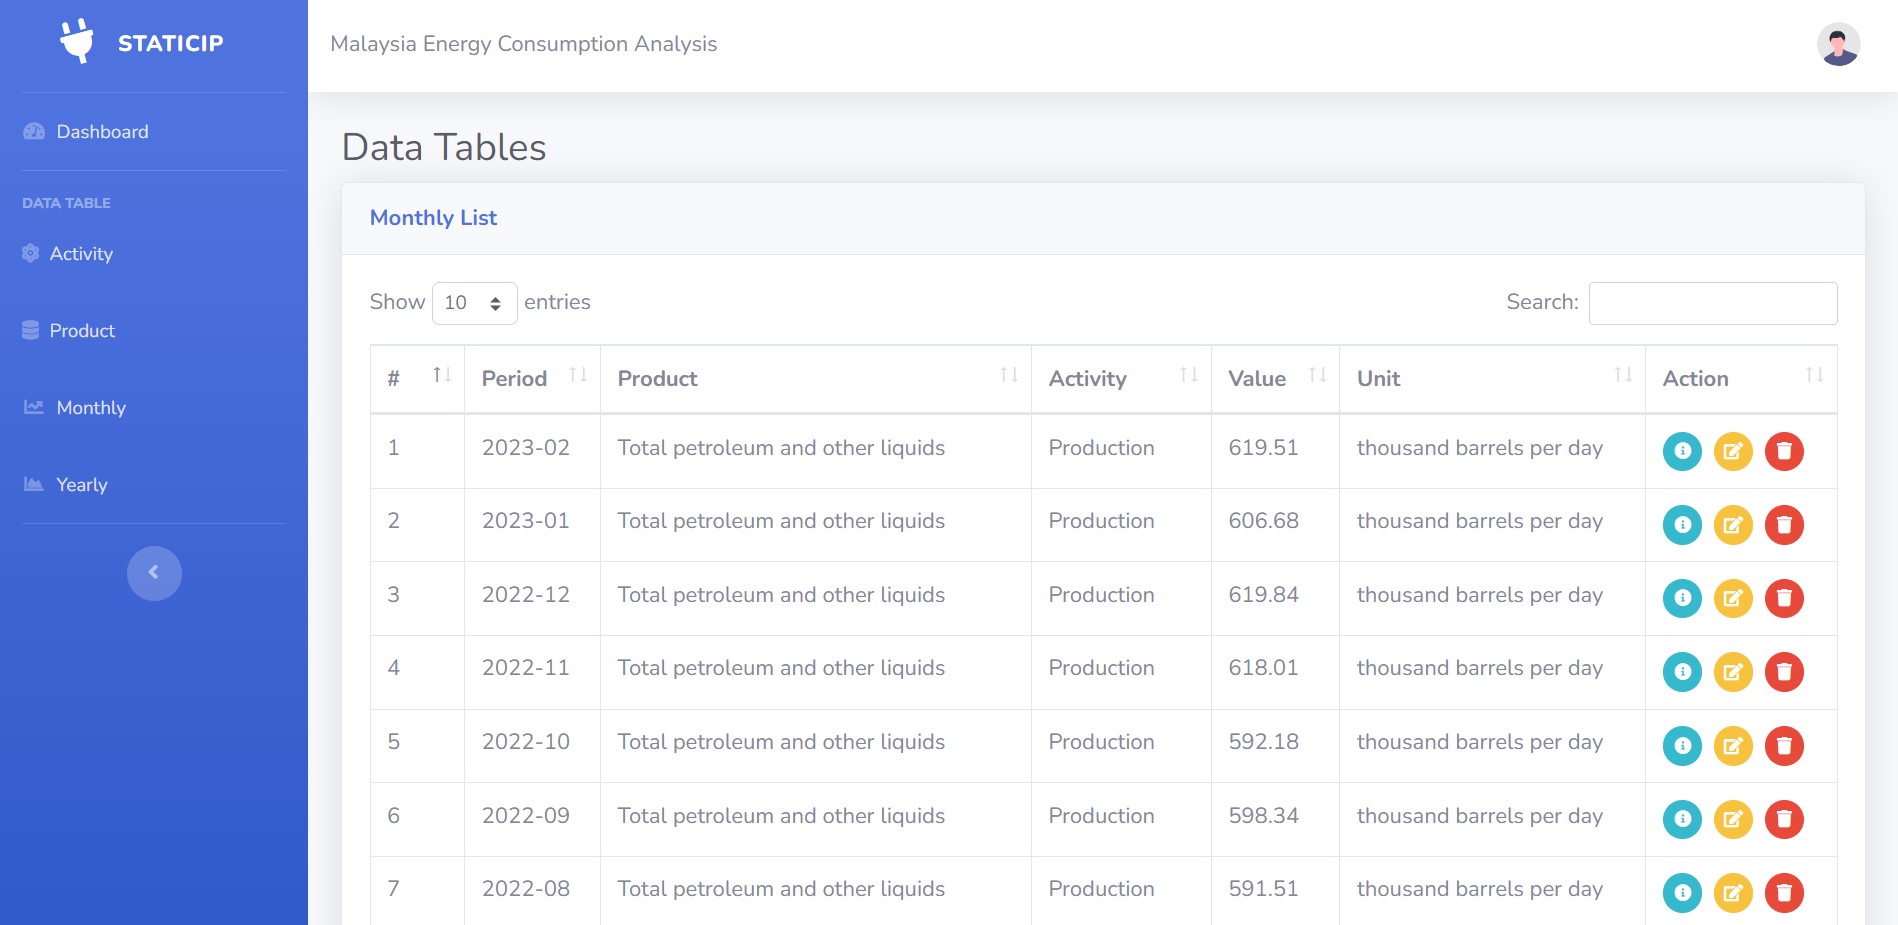 STATICIP
Malaysia Energy Consumption Analysis
Dashboard
DATA TABLE
Activity
Product
Monthly
Yearly
Data Tables
Monthly List
Show 10 entries Search:
# Period Product Activity Value Unit Action
1 2023-02 Total petroleum and other liquids Production 619.51 thousand barrels per day
2 2023-01 Total petroleum and other liquids Production 606.68 thousand barrels per day
3 2022-12 Total petroleum and other liquids Production 619.84 thousand barrels per day
4 2022-11 Total petroleum and other liquids Production 618.01 thousand barrels per day
5 2022-10 Total petroleum and other liquids Production 592.18 thousand barrels per day
6 2022-09 Total petroleum and other liquids Production 598.34 thousand barrels per day
7 2022-08 Total petroleum and other liquids Production 591.51 thousand barrels per day